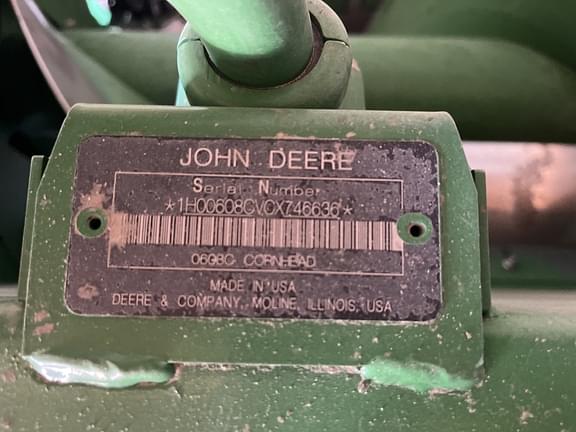 JOHN DEERE
Serial Number
*1H00608CVCX746636*
0608C CORNHEAD
MADE IN USA
DEERE & COMPANY, MOLINE, ILLINOIS, USA